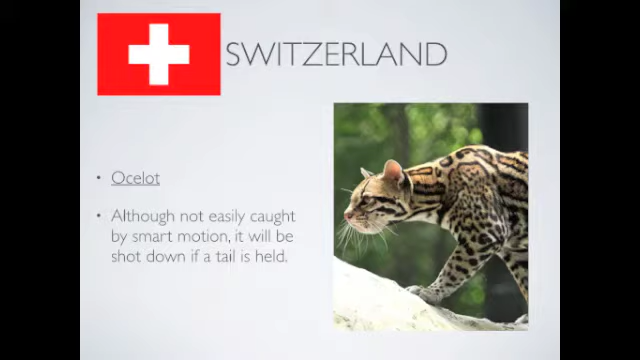 SWITZERLAND
• Ocelot
• Although not easily caught
by smart motion, it will be
shot down if a tail is held.